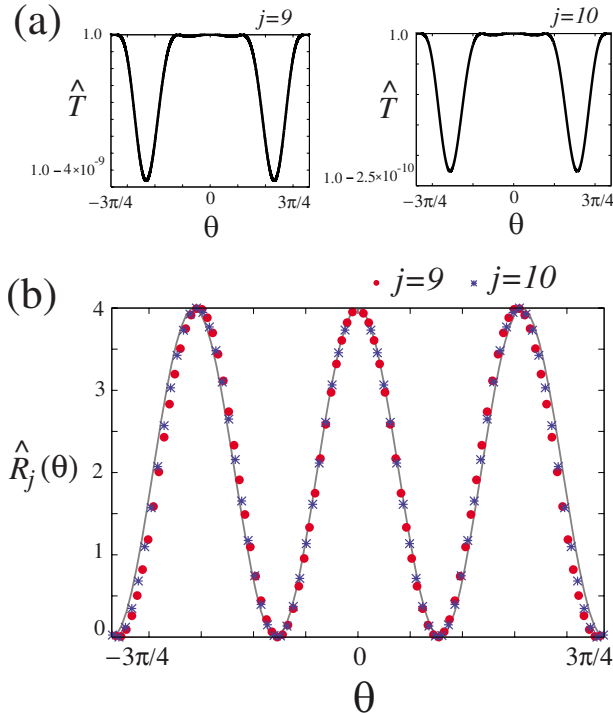 (a)
j=9
1.0
T̂
1.0−4×10⁻⁹
−3π/4 0 3π/4
θ
j=10
1.0
T̂
1.0−2.5×10⁻¹⁰
−3π/4 0 3π/4
θ
(b)
j=9 j=10
4
3
2
1
0
R̂ⱼ(θ)
−3π/4 0 3π/4
θ